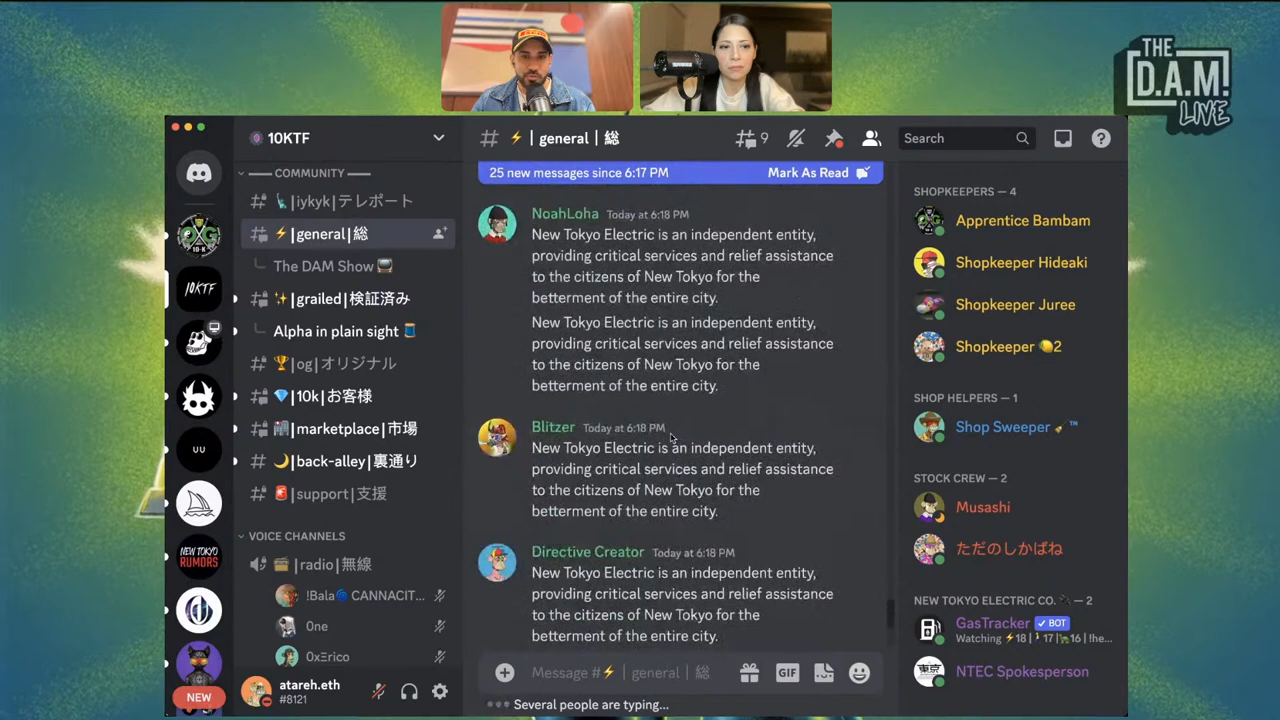 THE
D.A.M!
LIVE
10KTF
COMMUNITY
|iykyk|テレポート
⚡|general|総
The DAM Show 📺
✨|grailed|検証済み
Alpha in plain sight 🧵
🏆|og|オリジナル
💎|10k|お客様
🏪|marketplace|市場
🌙|back-alley|裏通り
🚨|support|支援
VOICE CHANNELS
📻|radio|無線
!Bala🌀 CANNACIT...
0ne
0xΞrico
atareh.eth
#8121
10KTF
UU
NEW TOKYO
RUMORS
NEW
# ⚡ | general | 総
9
Search
25 new messages since 6:17 PM
Mark As Read
NoahLoha Today at 6:18 PM
New Tokyo Electric is an independent entity,
providing critical services and relief assistance
to the citizens of New Tokyo for the
betterment of the entire city.
New Tokyo Electric is an independent entity,
providing critical services and relief assistance
to the citizens of New Tokyo for the
betterment of the entire city.
Blitzer Today at 6:18 PM
New Tokyo Electric is an independent entity,
providing critical services and relief assistance
to the citizens of New Tokyo for the
betterment of the entire city.
Directive Creator Today at 6:18 PM
New Tokyo Electric is an independent entity,
providing critical services and relief assistance
to the citizens of New Tokyo for the
betterment of the entire city.
Message #⚡ | general | 総
GIF
Several people are typing...
SHOPKEEPERS — 4
Apprentice Bambam
Shopkeeper Hideaki
Shopkeeper Juree
Shopkeeper 🍋2
SHOP HELPERS — 1
Shop Sweeper 🧹™
STOCK CREW — 2
Musashi
ただのしかばね
NEW TOKYO ELECTRIC CO. 🔌 — 2
GasTracker ✓ BOT
Watching ⚡18 | 🚶17 | 🐢16 | !he...
NTEC Spokesperson
東京